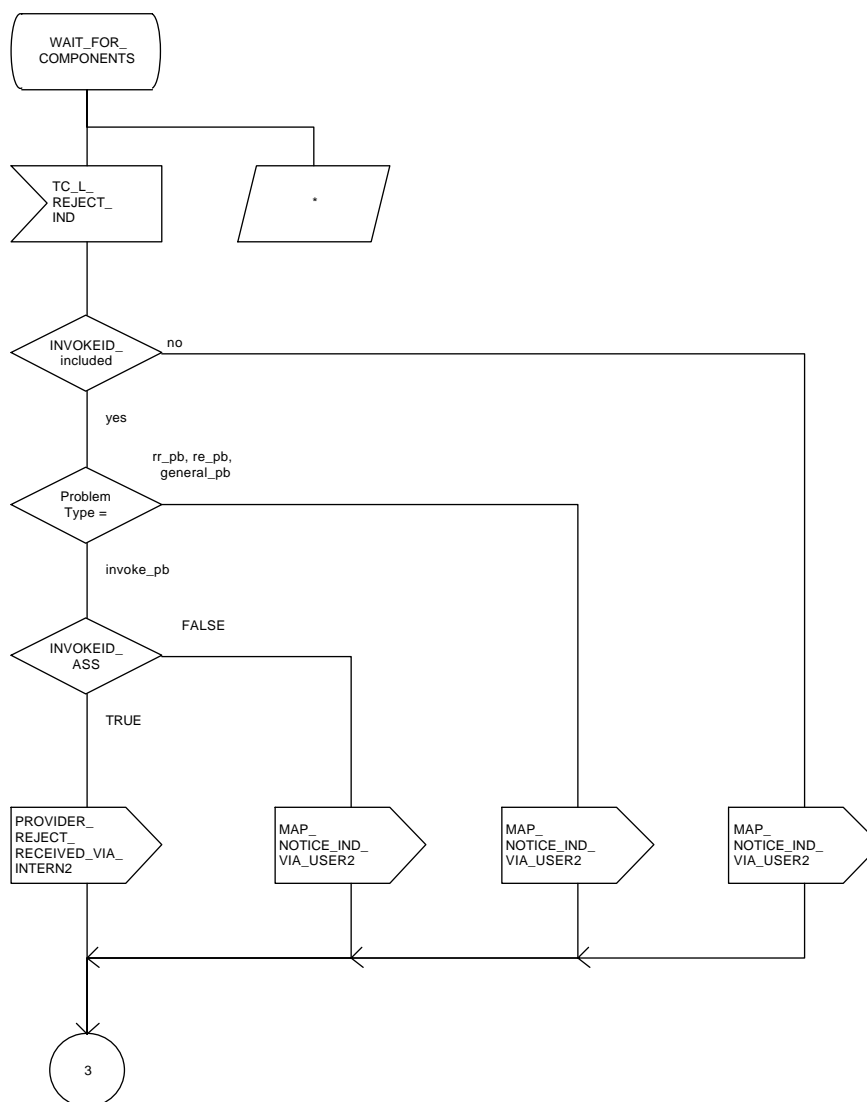 WAIT_FOR_
COMPONENTS
TC_L_
REJECT_
IND
*
INVOKEID_
included
no
yes
rr_pb, re_pb,
general_pb
Problem
Type =
invoke_pb
FALSE
INVOKEID_
ASS
TRUE
PROVIDER_
REJECT_
RECEIVED_VIA_
INTERN2
MAP_
NOTICE_IND_
VIA_USER2
MAP_
NOTICE_IND_
VIA_USER2
MAP_
NOTICE_IND_
VIA_USER2
3